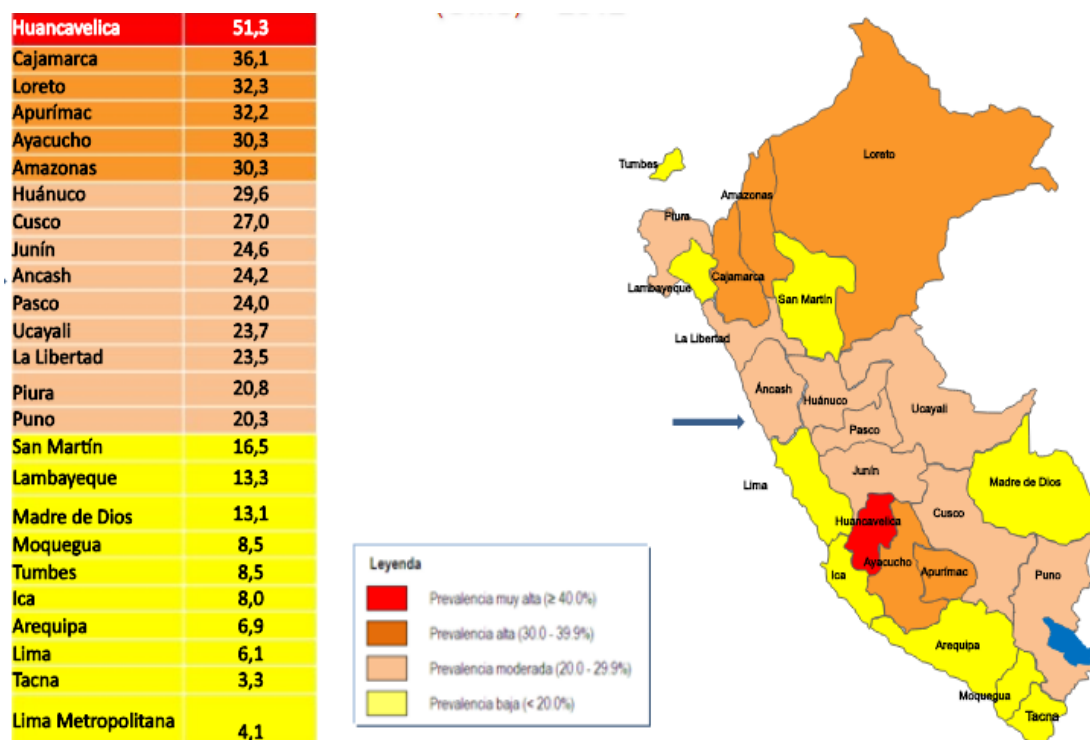 Huancavelica 51,3
Cajamarca 36,1
Loreto 32,3
Apurímac 32,2
Ayacucho 30,3
Amazonas 30,3
Huánuco 29,6
Cusco 27,0
Junín 24,6
Ancash 24,2
Pasco 24,0
Ucayali 23,7
La Libertad 23,5
Piura 20,8
Puno 20,3
San Martín 16,5
Lambayeque 13,3
Madre de Dios 13,1
Moquegua 8,5
Tumbes 8,5
Ica 8,0
Arequipa 6,9
Lima 6,1
Tacna 3,3
Lima Metropolitana 4,1
Leyenda
Prevalencia muy alta (≥ 40.0%)
Prevalencia alta (30.0 - 39.9%)
Prevalencia moderada (20.0 - 29.9%)
Prevalencia baja (< 20.0%)
Loreto
Tumbes
Amazonas
Piura
Cajamarca
Lambayeque
San Martín
La Libertad
Áncash
Huánuco
Ucayali
Pasco
Junín
Lima
Madre de Dios
Cusco
Huancavelica
Ayacucho
Apurímac
Ica
Puno
Arequipa
Moquegua
Tacna